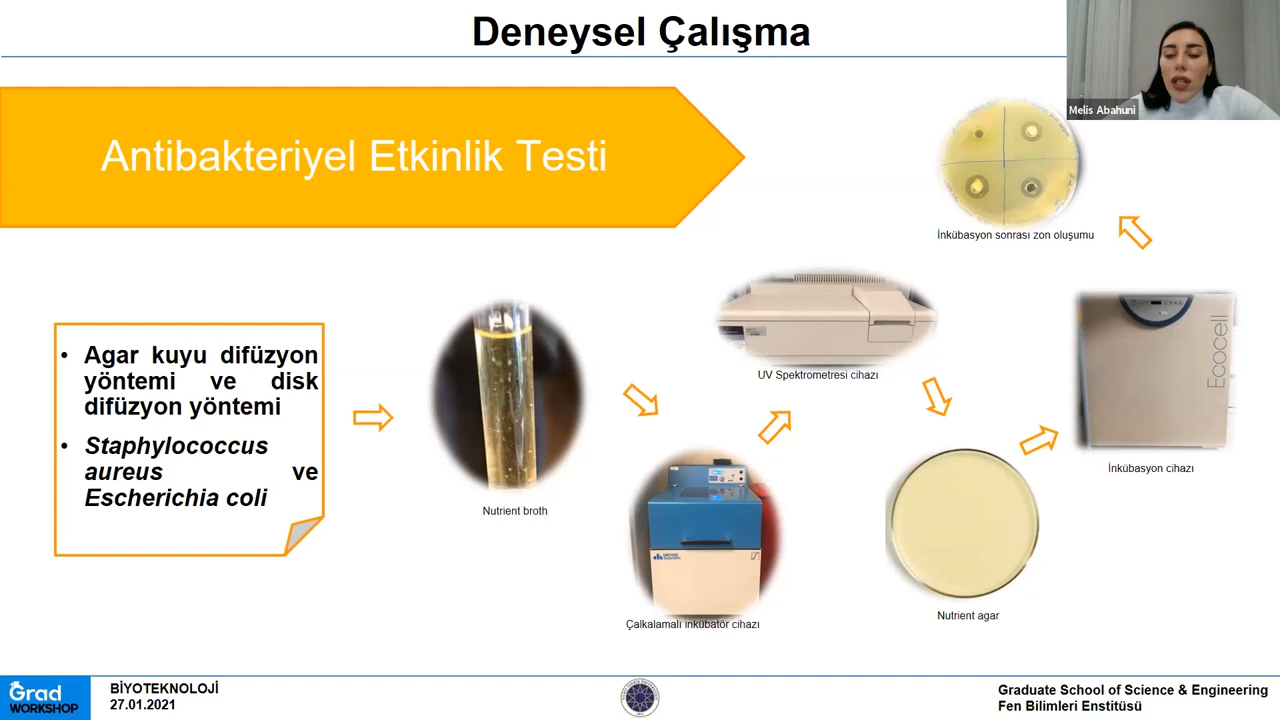 Deneysel Çalışma
Melis Abahuni
Antibakteriyel Etkinlik Testi
İnkübasyon sonrası zon oluşumu
• Agar kuyu difüzyon
yöntemi ve disk
difüzyon yöntemi
• Staphylococcus
aureus ve
Escherichia coli
UV Spektrometresi cihazı
Ecocell
İnkübasyon cihazı
Nutrient broth
Çalkalamalı inkübatör cihazı
Nutrient agar
Grad
WORKSHOP
BİYOTEKNOLOJİ
27.01.2021
Graduate School of Science & Engineering
Fen Bilimleri Enstitüsü